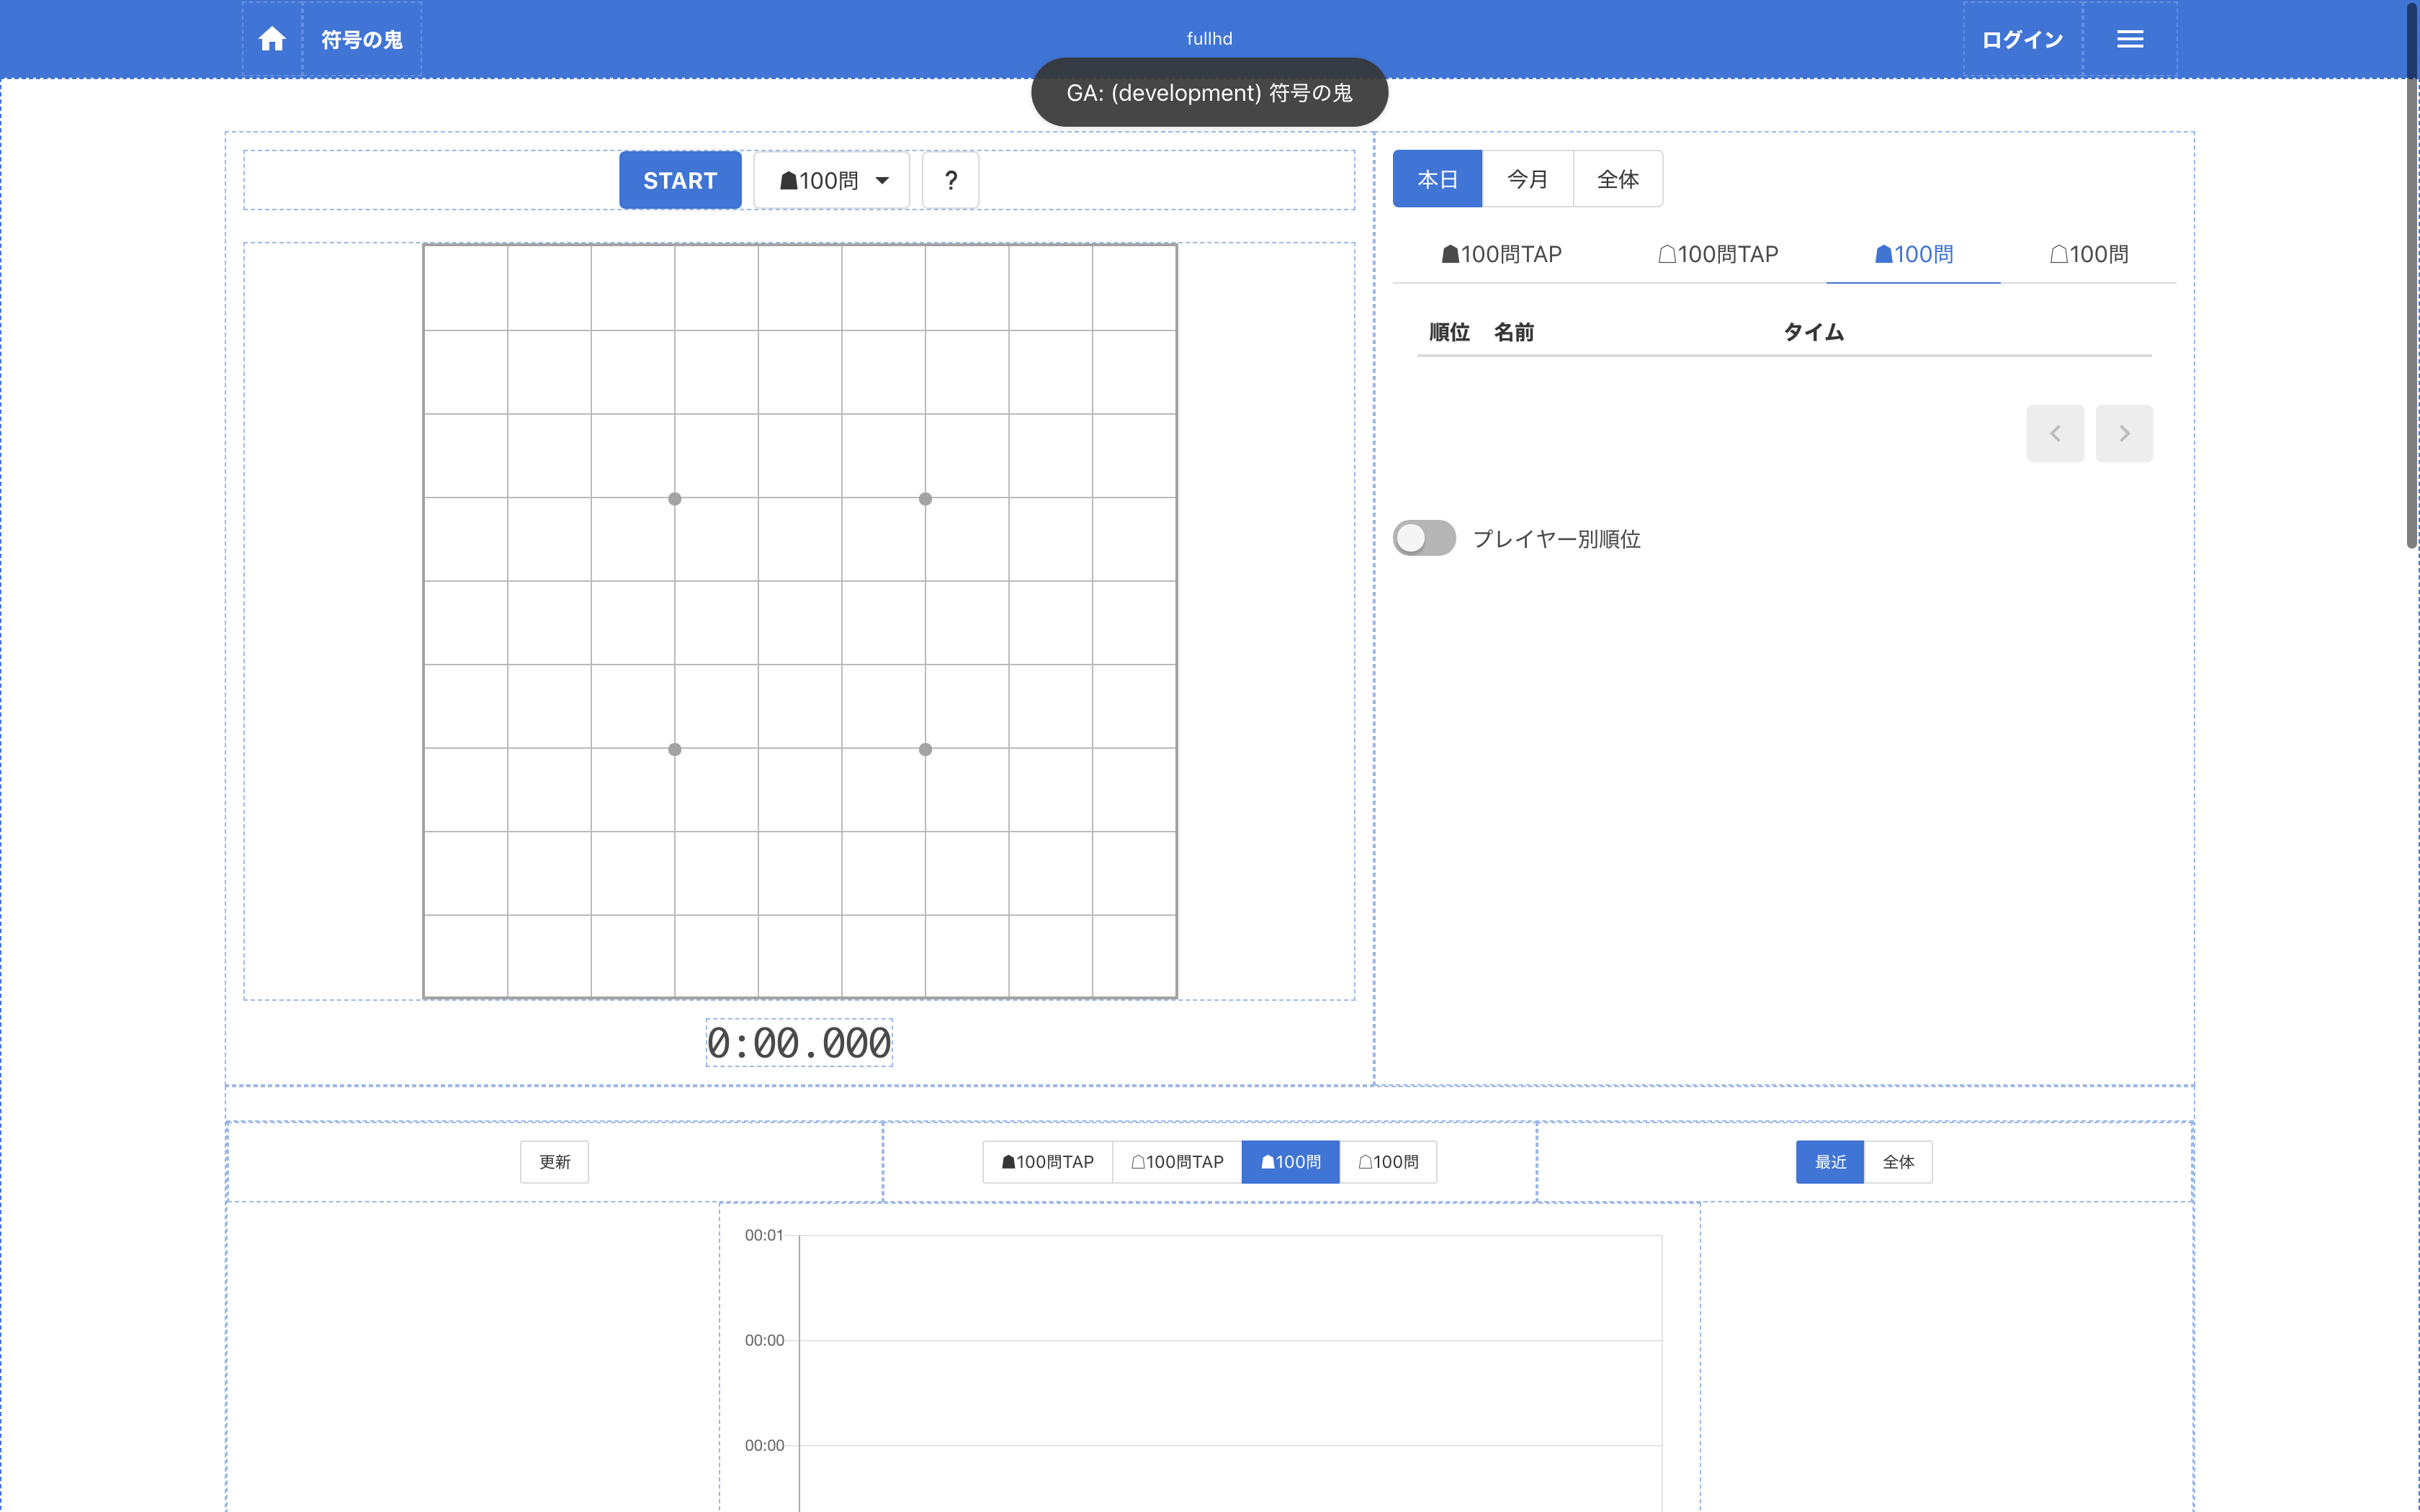 符号の鬼
fullhd
ログイン
GA: (development) 符号の鬼
START
☗100問
?
本日
今月
全体
☗100問TAP
☖100問TAP
☗100問
☖100問
順位
名前
タイム
プレイヤー別順位
0:00.000
更新
☗100問TAP
☖100問TAP
☗100問
☖100問
最近
全体
00:01
00:00
00:00